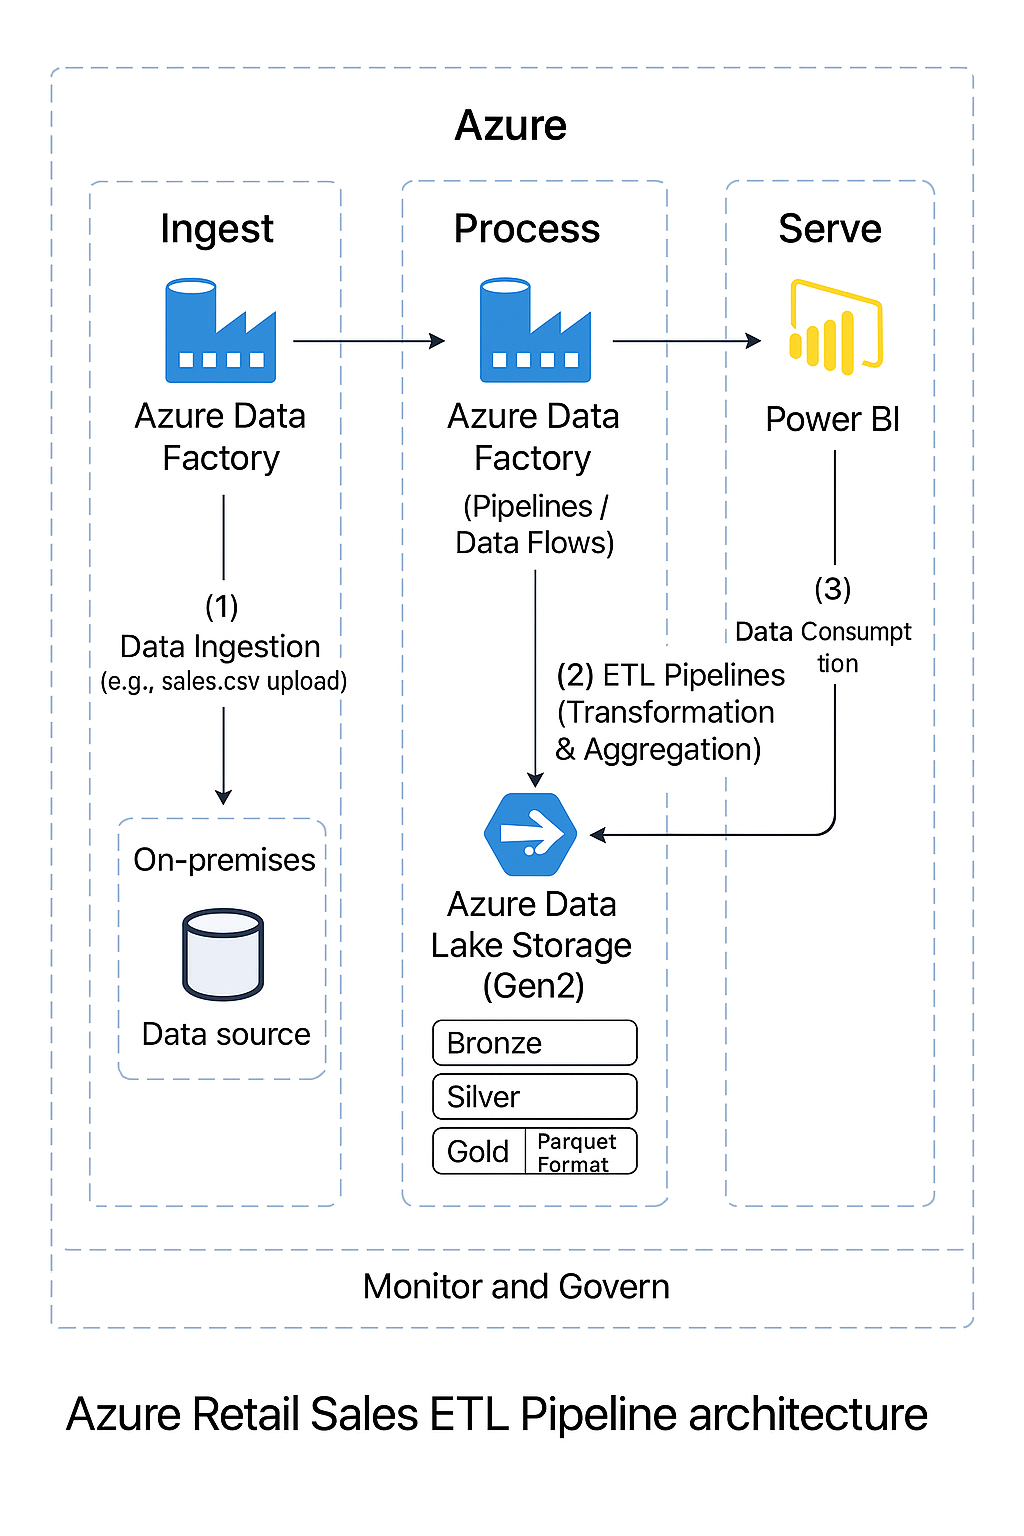 Azure
Ingest
Azure Data
Factory
(1)
Data Ingestion
(e.g., sales.csv upload)
On-premises
Data source
Process
Azure Data
Factory
(Pipelines /
Data Flows)
(2) ETL Pipelines
(Transformation
& Aggregation)
Azure Data
Lake Storage
(Gen2)
Bronze
Silver
Gold
Parquet
Format
Serve
Power BI
(3)
Data Consumpt
tion
Monitor and Govern
Azure Retail Sales ETL Pipeline architecture